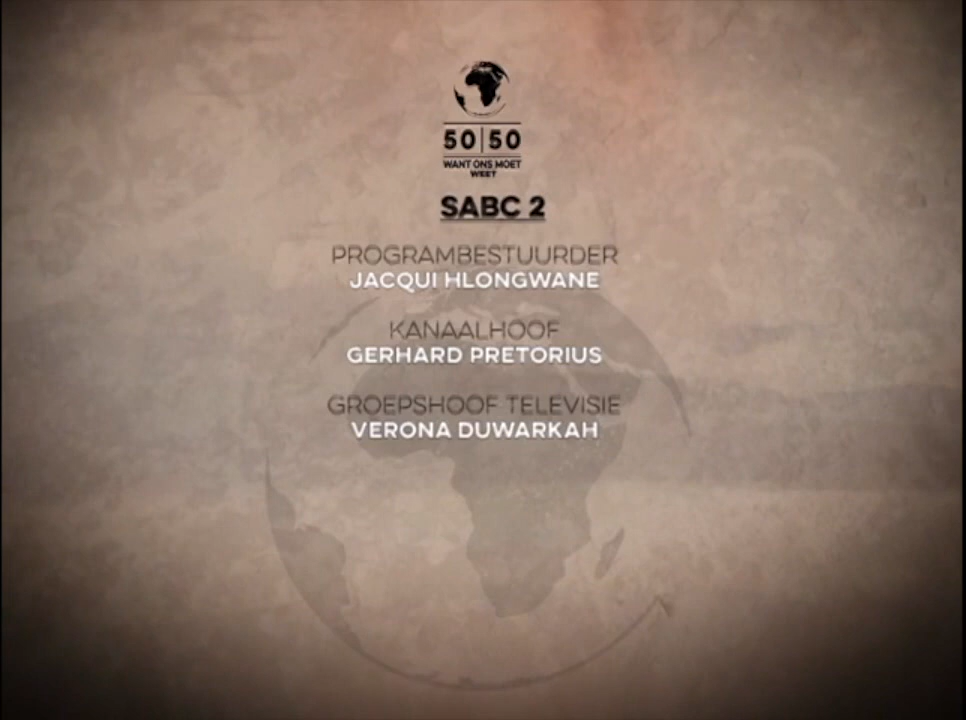 50|50
WANT ONS MOET
WEET
SABC 2
PROGRAMBESTUURDER
JACQUI HLONGWANE
KANAALHOOF
GERHARD PRETORIUS
GROEPSHOOF TELEVISIE
VERONA DUWARKAH